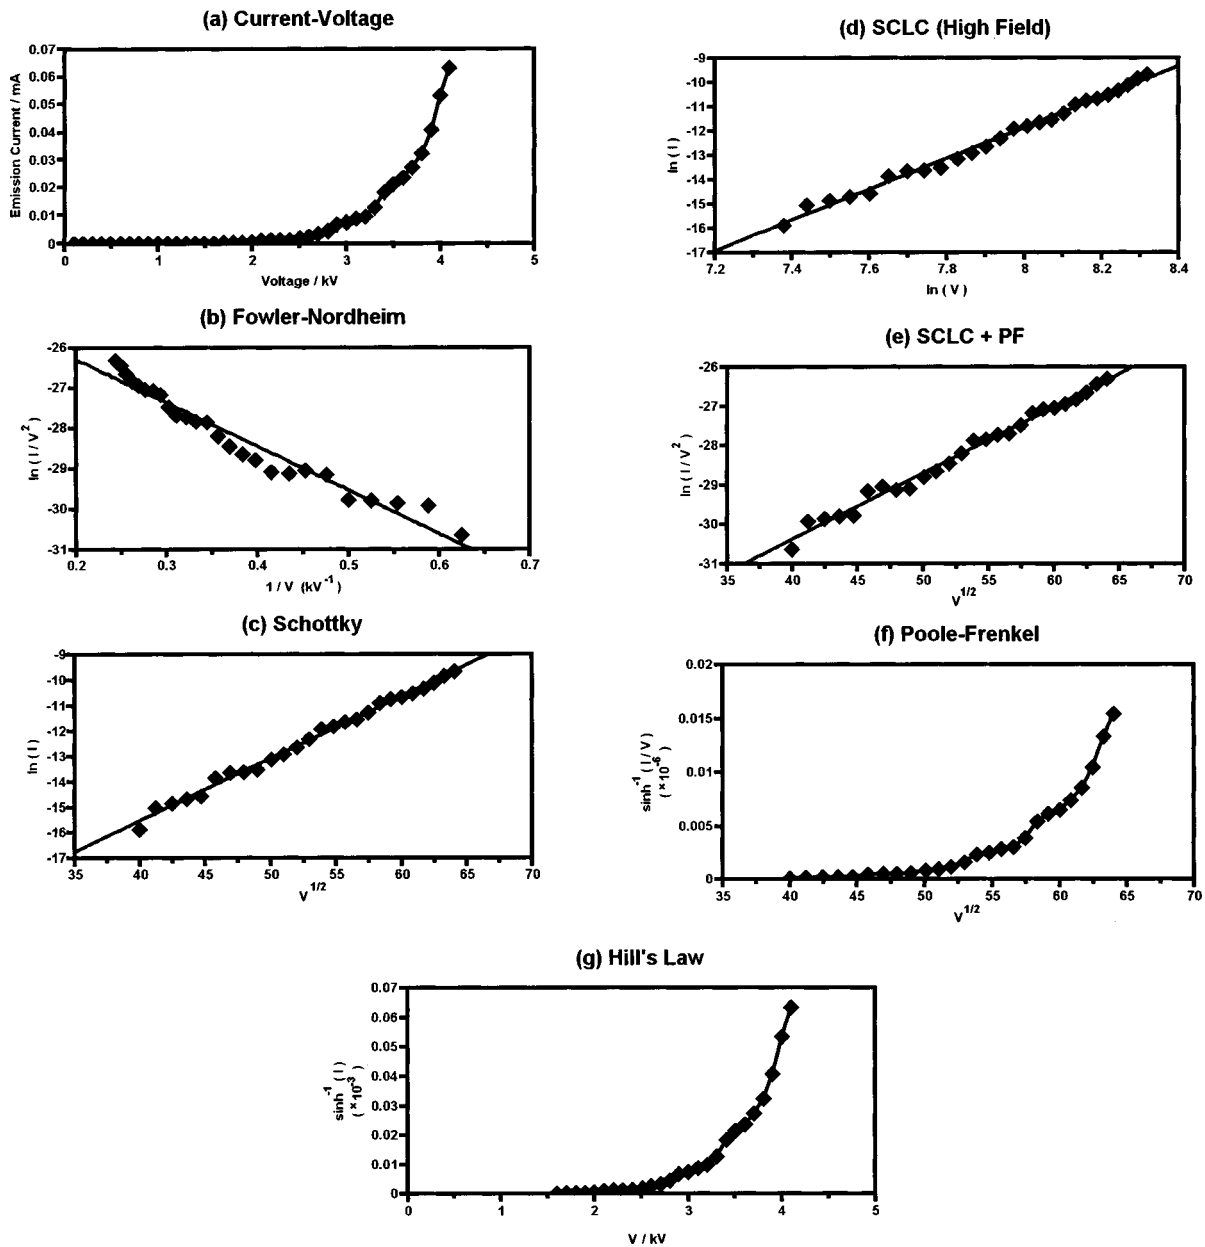 (a) Current-Voltage
0.07
0.06
0.05
0.04
0.03
0.02
0.01
0
Emission Current / mA
0 1 2 3 4 5
Voltage / kV
(b) Fowler-Nordheim
-26
-27
-28
-29
-30
-31
ln ( I / V²)
0.2 0.3 0.4 0.5 0.6 0.7
1 / V (kV⁻¹)
(c) Schottky
-9
-10
-11
-12
-13
-14
-15
-16
-17
ln ( I )
35 40 45 50 55 60 65 70
V^1/2
(d) SCLC (High Field)
-9
-10
-11
-12
-13
-14
-15
-16
-17
ln ( I )
7.2 7.4 7.6 7.8 8 8.2 8.4
ln ( V )
(e) SCLC + PF
-26
-27
-28
-29
-30
-31
ln ( I / V²)
35 40 45 50 55 60 65 70
V^1/2
(f) Poole-Frenkel
0.02
0.015
0.01
0.005
0
sinh⁻¹ ( I / V )
( ×10⁻⁶ )
35 40 45 50 55 60 65 70
V^1/2
(g) Hill's Law
0.07
0.06
0.05
0.04
0.03
0.02
0.01
0
sinh⁻¹ ( I )
( ×10⁻³ )
0 1 2 3 4 5
V / kV